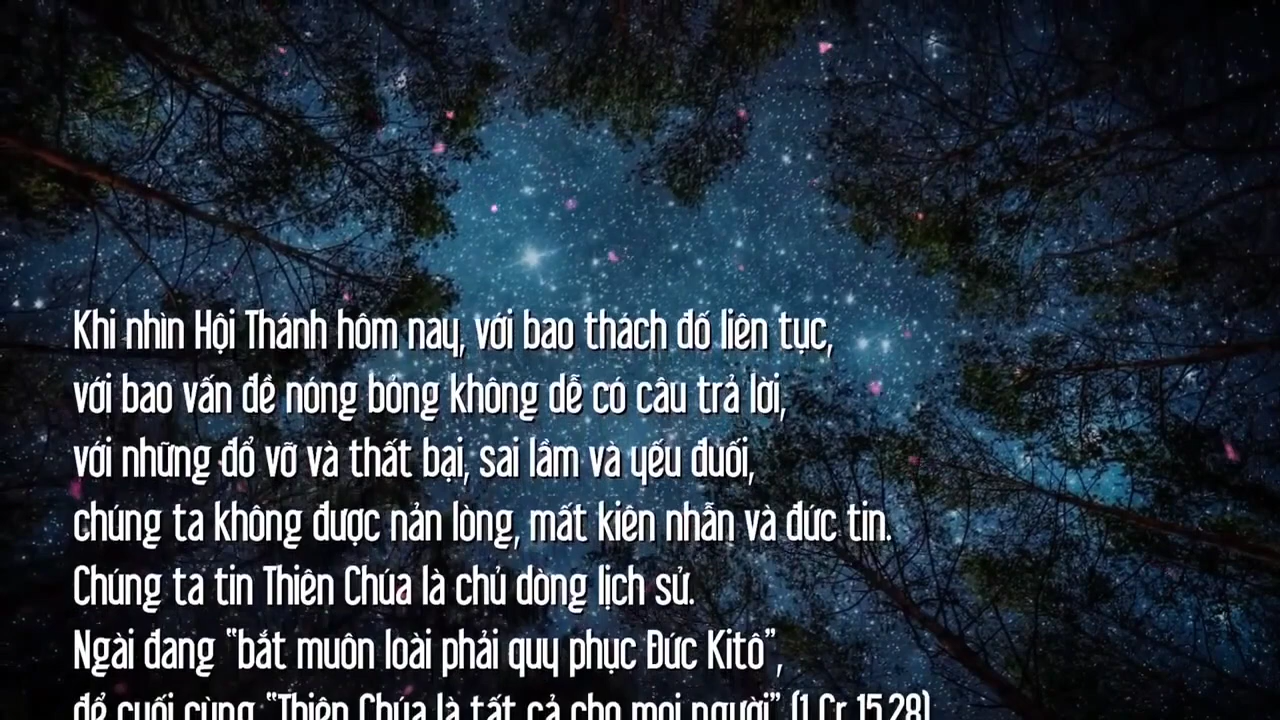 Khi nhìn Hội Thánh hôm nay, với bao thách đố liên tục,
với bao vấn đề nóng bỏng không dễ có câu trả lời,
với những đổ vỡ và thất bại, sai lầm và yếu đuối,
chúng ta không được nản lòng, mất kiên nhẫn và đức tin.
Chúng ta tin Thiên Chúa là chủ dòng lịch sử.
Ngài đang “bắt muôn loài phải quy phục Đức Kitô”,
để cuối cùng “Thiên Chúa là tất cả cho mọi người” (1 Cr 15,28)